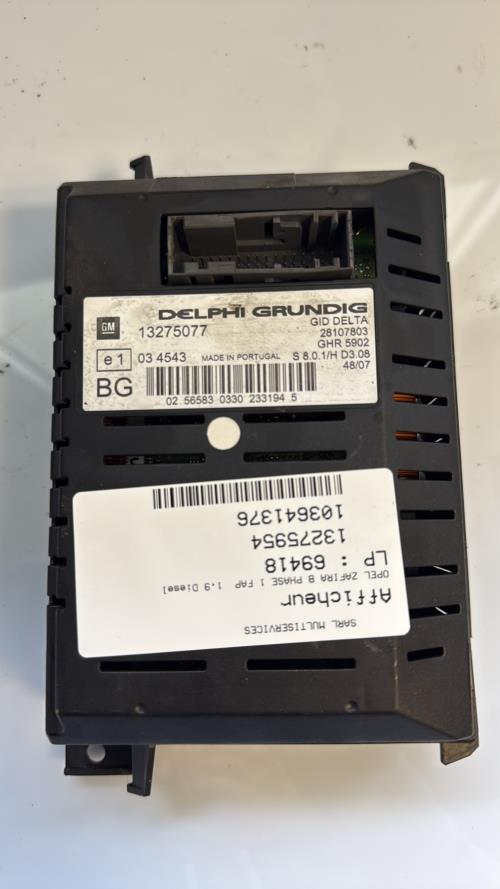 DELPHI GRUNDIG
GM
13275077
GID DELTA
28107803
GHR 5902
e1
03 4543
MADE IN PORTUGAL
S 8.0.1/H D3.08
48/07
BG
02 56583 0330 233194 5
SARL MULTISERVICES
Afficheur
OPEL ZAFIRA B PHASE 1 FAP 1.9 Diesel
LP : 69418
13275954
103641376